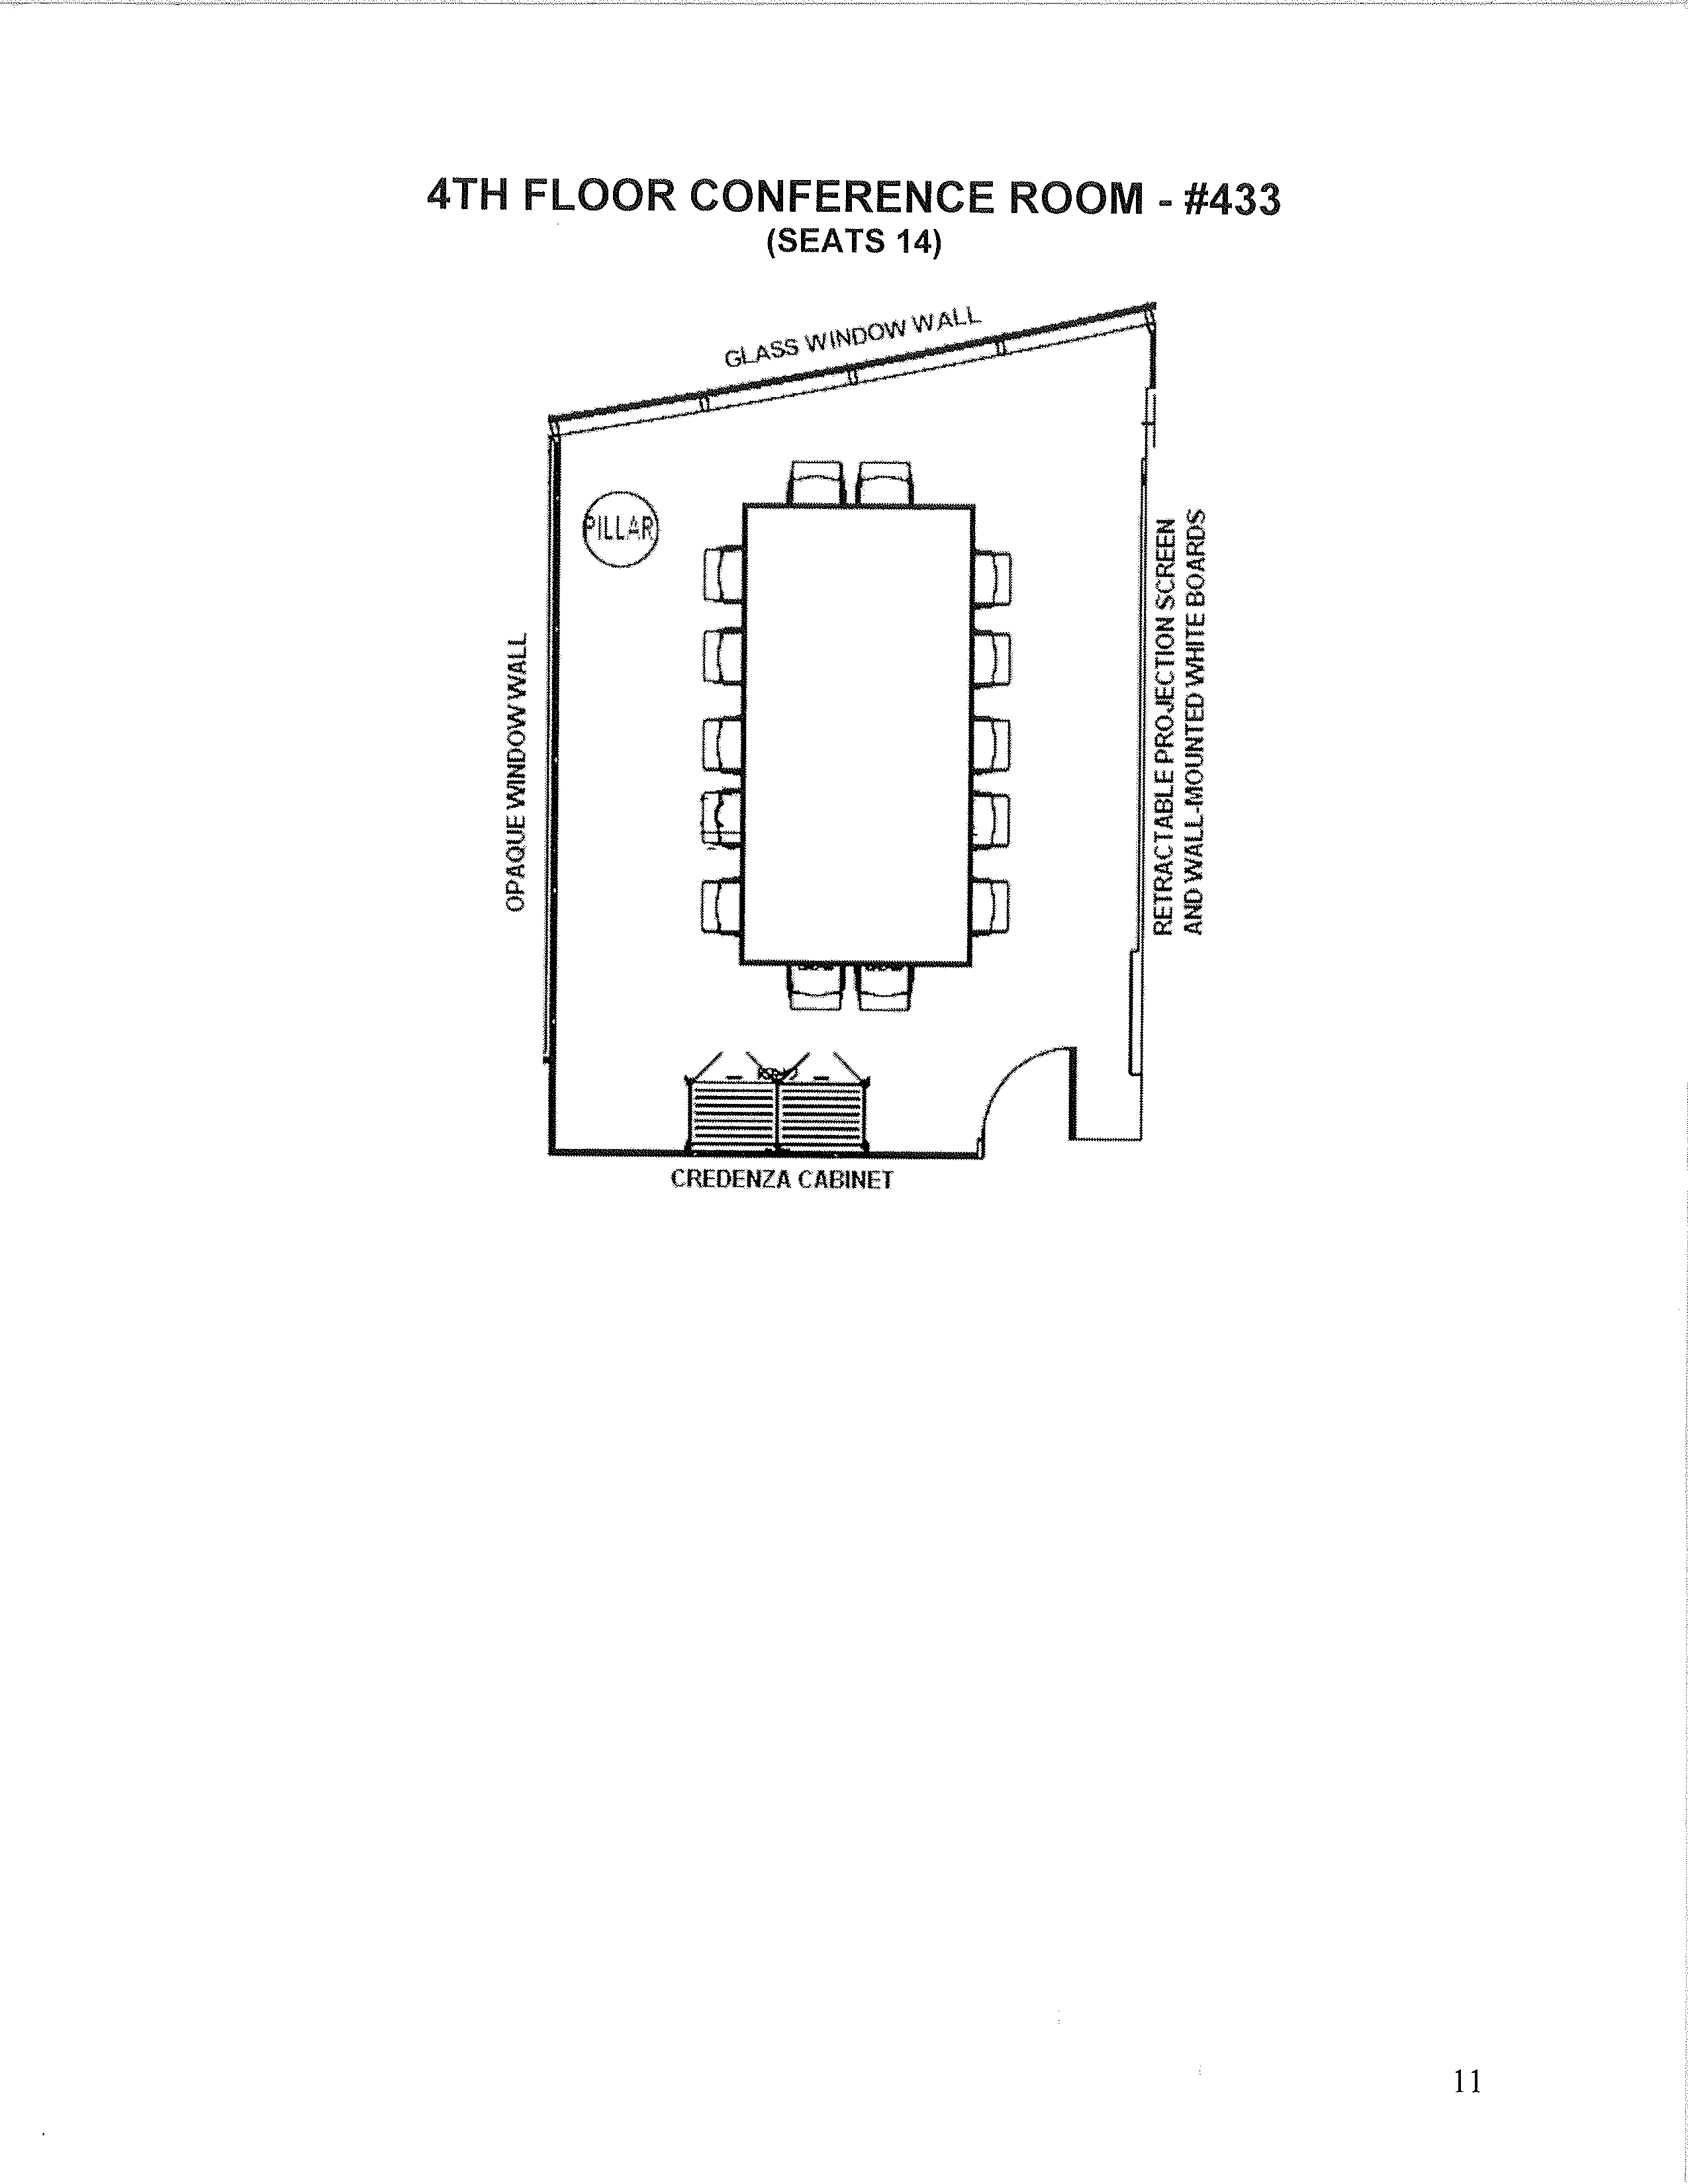 4TH FLOOR CONFERENCE ROOM - #433
(SEATS 14)
GLASS WINDOW WALL
PILLAR
OPAQUE WINDOW WALL
RETRACTABLE PROJECTION SCREEN
AND WALL-MOUNTED WHITE BOARDS
CREDENZA CABINET
11